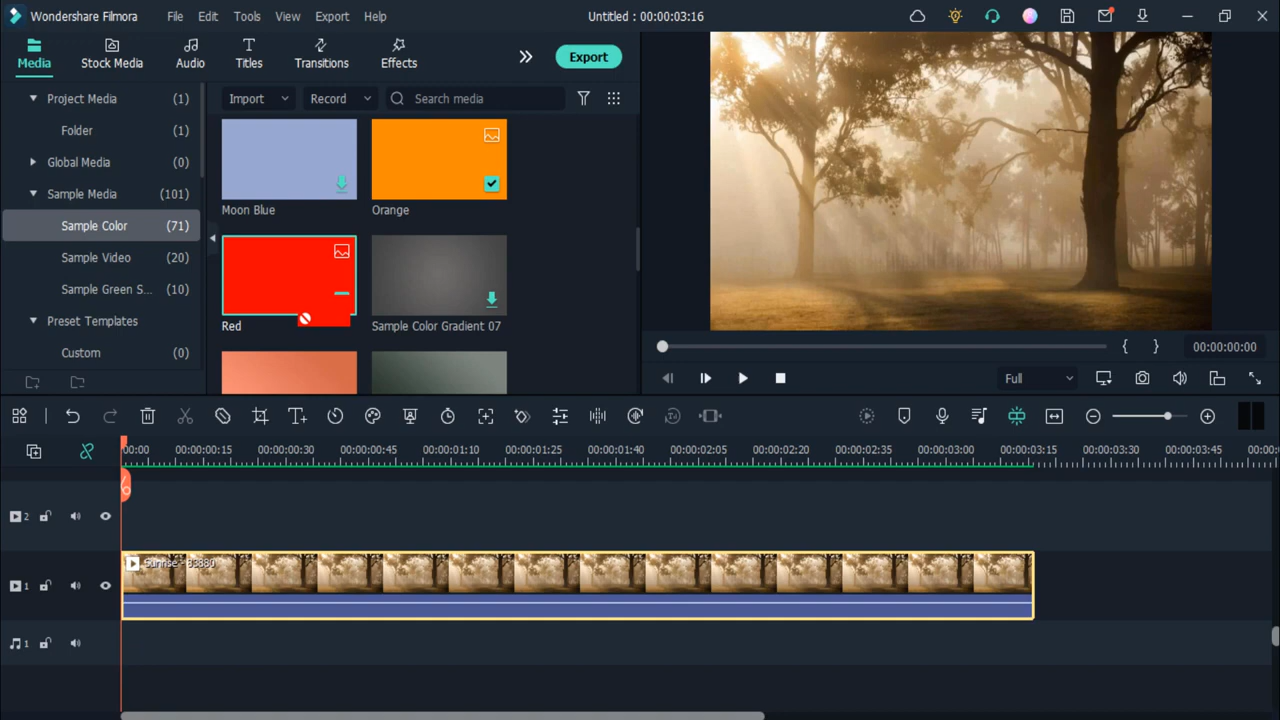 Wondershare Filmora File Edit Tools View Export Help Untitled : 00:00:03:16
Media Stock Media Audio Titles Transitions Effects Export
Project Media (1)
Folder (1)
Global Media (0)
Sample Media (101)
Sample Color (71)
Sample Video (20)
Sample Green S... (10)
Preset Templates
Custom (0)
Import Record Search media
Moon Blue Orange
Red Sample Color Gradient 07
{ } 00:00:00:00
Full
00:00 00:00:00:15 00:00:00:30 00:00:00:45 00:00:01:10 00:00:01:25 00:00:01:40 00:00:02:05 00:00:02:20 00:00:02:35 00:00:03:00 00:00:03:15 00:00:03:30 00:00:03:45 00:00:0
2
Sunrise - 83880
1
1